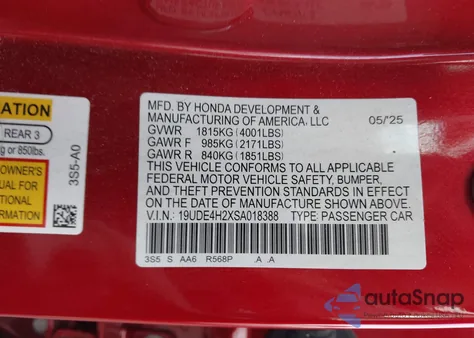 MFD. BY HONDA DEVELOPMENT &
MANUFACTURING OF AMERICA, LLC 05/'25
GVWR 1815KG (4001LBS)
GAWR F 985KG (2171LBS)
GAWR R 840KG (1851LBS)
THIS VEHICLE CONFORMS TO ALL APPLICABLE
FEDERAL MOTOR VEHICLE SAFETY, BUMPER,
AND THEFT PREVENTION STANDARDS IN EFFECT
ON THE DATE OF MANUFACTURE SHOWN ABOVE.
V.I.N: 19UDE4H2XSA018388 TYPE: PASSENGER CAR
3S5 S AA6 R568P .A .A
ATION
REAR 3
g or 850lbs.
ONAL
ER'S
L FOR
RMATION
3S5-A0
autoSnap